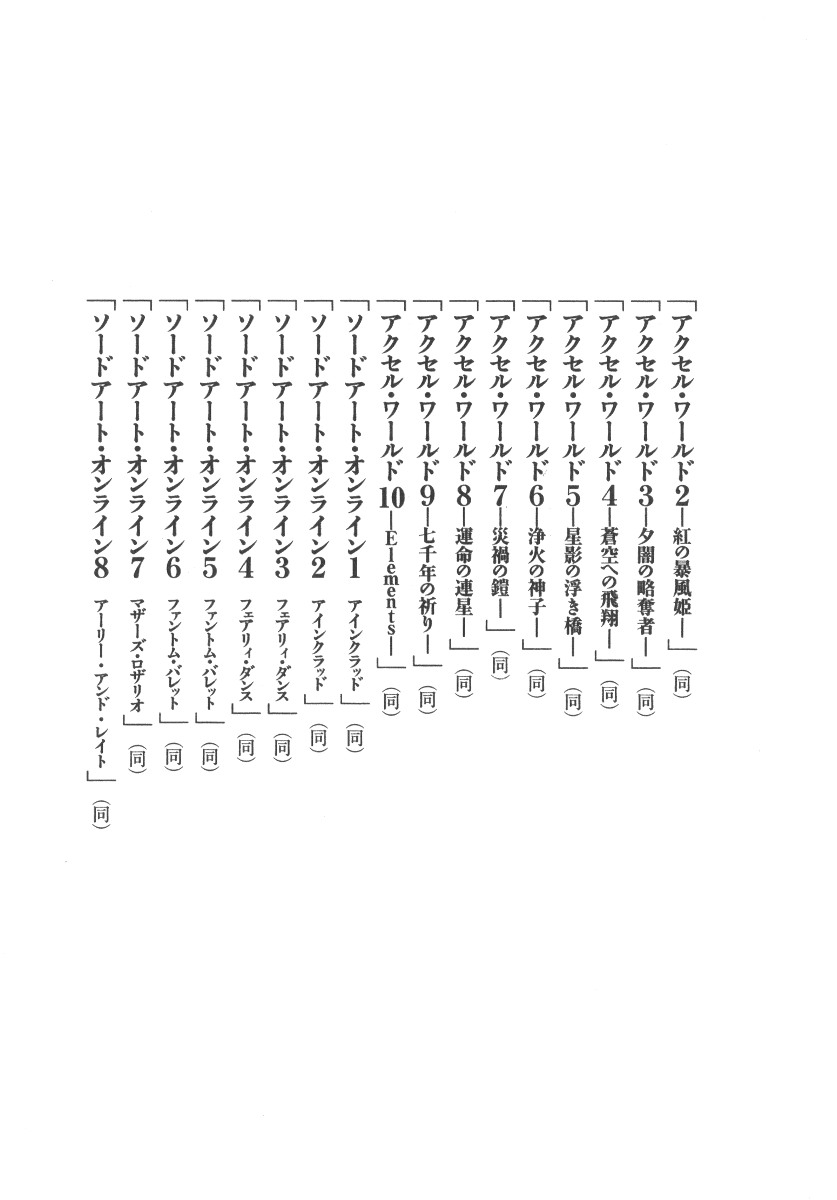 「アクセル・ワールド2―紅の暴風姫―」（同）
「アクセル・ワールド3―夕闇の略奪者―」（同）
「アクセル・ワールド4―蒼空への飛翔―」（同）
「アクセル・ワールド5―星影の浮き橋―」（同）
「アクセル・ワールド6―浄火の神子―」（同）
「アクセル・ワールド7―災禍の鎧―」（同）
「アクセル・ワールド8―運命の連星―」（同）
「アクセル・ワールド9―七千年の祈り―」（同）
「アクセル・ワールド10―Elements―」（同）
「ソードアート・オンライン1 アインクラッド」（同）
「ソードアート・オンライン2 アインクラッド」（同）
「ソードアート・オンライン3 フェアリィ・ダンス」（同）
「ソードアート・オンライン4 フェアリィ・ダンス」（同）
「ソードアート・オンライン5 ファントム・バレット」（同）
「ソードアート・オンライン6 ファントム・バレット」（同）
「ソードアート・オンライン7 マザーズ・ロザリオ」（同）
「ソードアート・オンライン8 アーリー・アンド・レイト」（同）